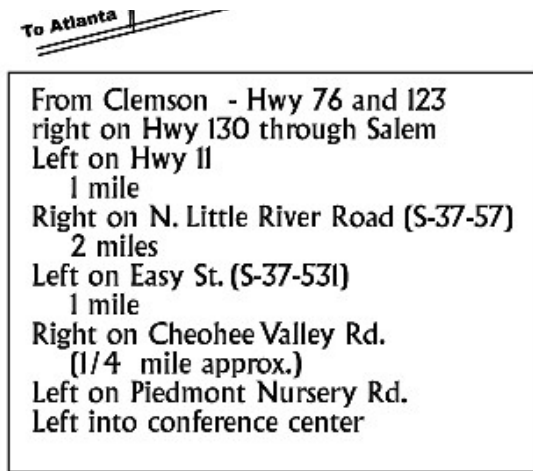 To Atlanta
From Clemson - Hwy 76 and 123
right on Hwy 130 through Salem
Left on Hwy 11
1 mile
Right on N. Little River Road (S-37-57)
2 miles
Left on Easy St. (S-37-531)
1 mile
Right on Cheohee Valley Rd.
(1/4 mile approx.)
Left on Piedmont Nursery Rd.
Left into conference center